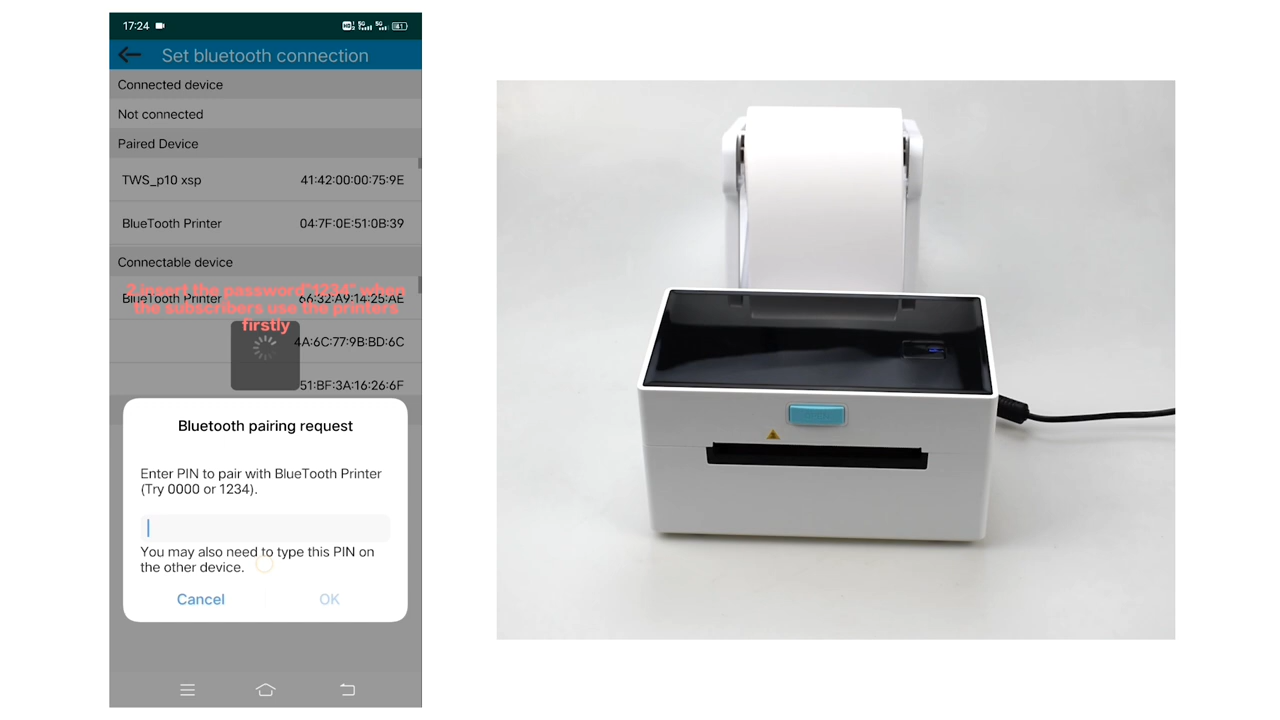 17:24
Set bluetooth connection
Connected device
Not connected
Paired Device
TWS_p10 xsp 41:42:00:00:75:9E
BlueTooth Printer 04:7F:0E:51:0B:39
Connectable device
BlueTooth Printer 66:32:A9:14:25:AE
2.insert the password"1234" when
the subscribers use the printers
firstly
4A:6C:77:9B:BD:6C
51:BF:3A:16:26:6F
Bluetooth pairing request
Enter PIN to pair with BlueTooth Printer
(Try 0000 or 1234).
You may also need to type this PIN on
the other device.
Cancel OK